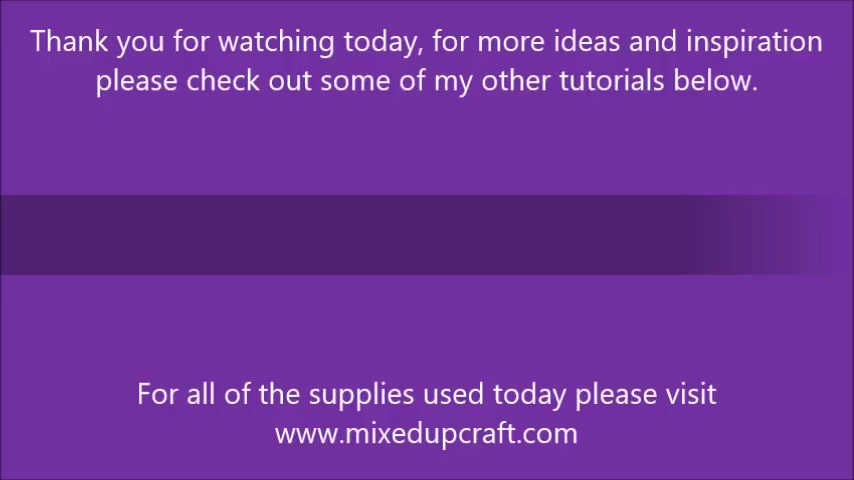 Thank you for watching today, for more ideas and inspiration
please check out some of my other tutorials below.
For all of the supplies used today please visit
www.mixedupcraft.com